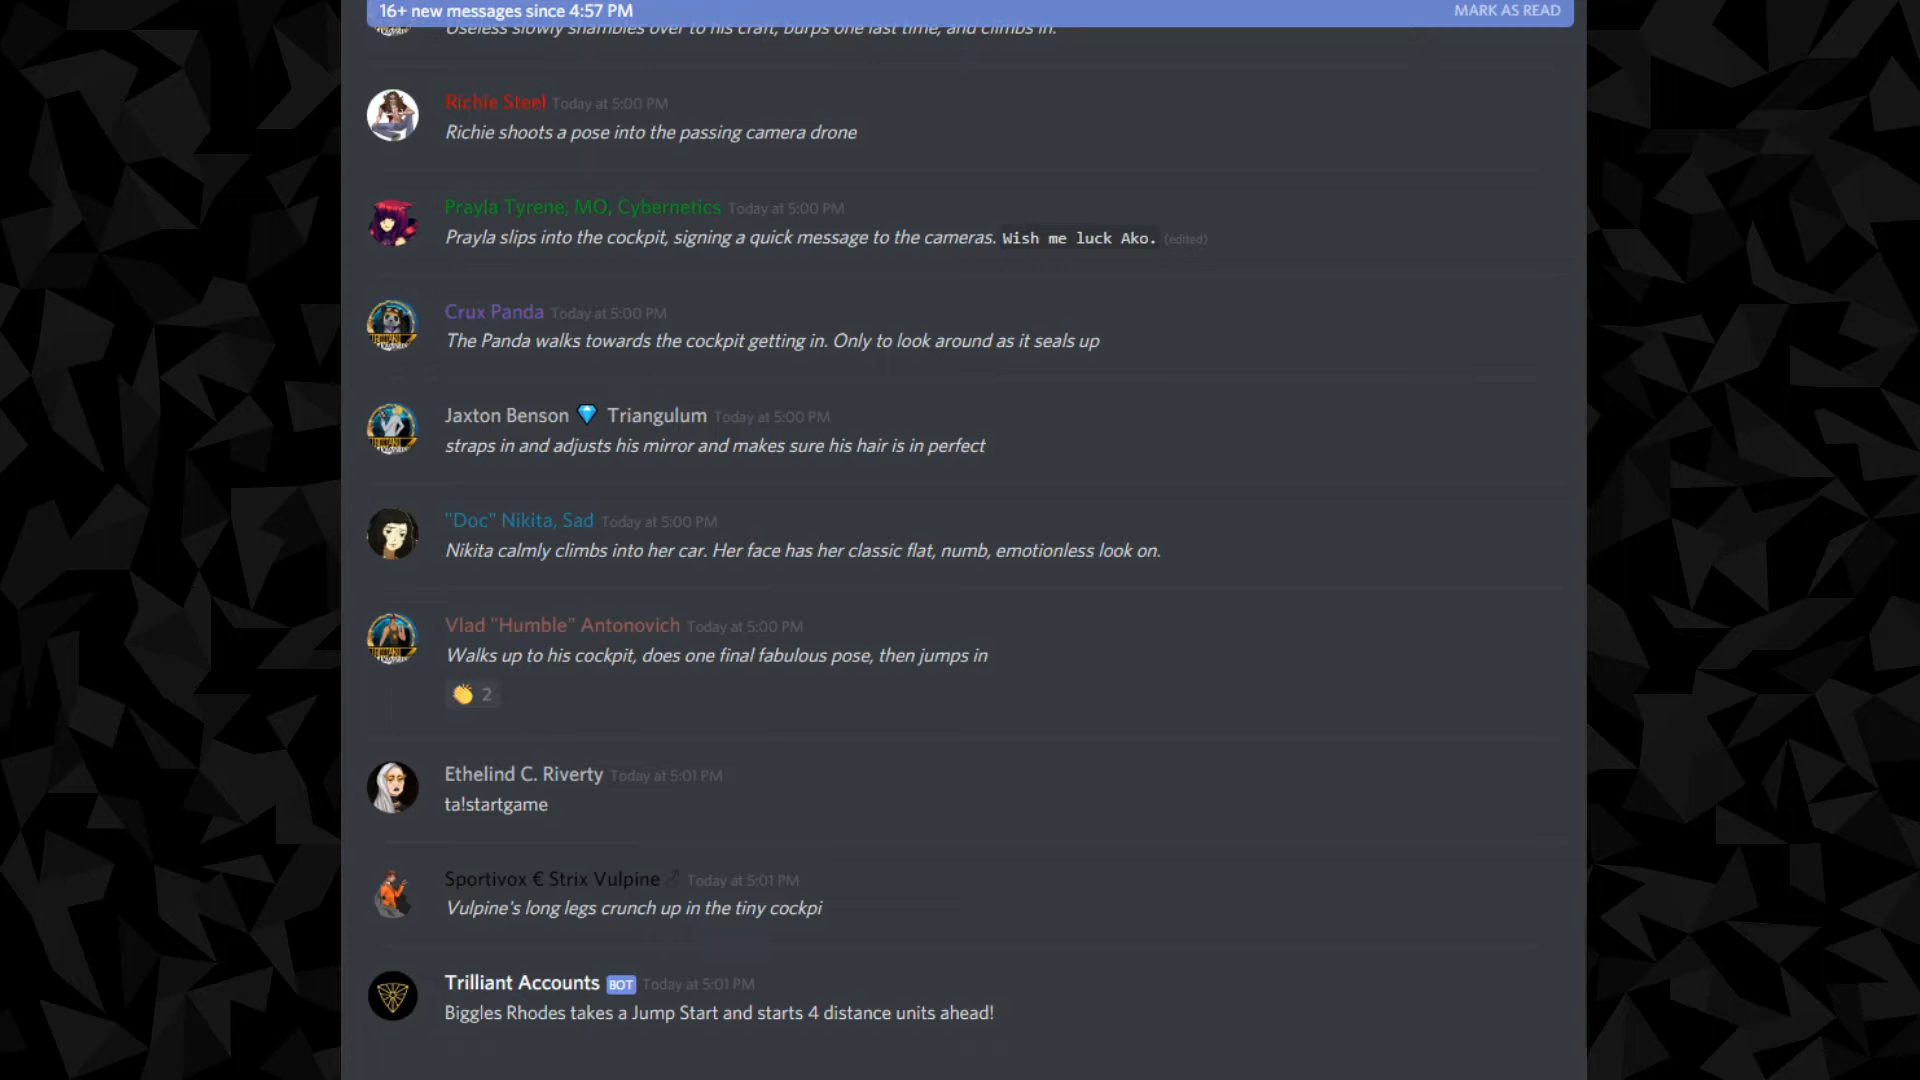 16+ new messages since 4:57 PM MARK AS READ
Useless slowly shambles over to his craft, burps one last time, and climbs in.
Richie Steel Today at 5:00 PM
Richie shoots a pose into the passing camera drone
Prayla Tyrene, MO, Cybernetics Today at 5:00 PM
Prayla slips into the cockpit, signing a quick message to the cameras. Wish me luck Ako. (edited)
Crux Panda Today at 5:00 PM
The Panda walks towards the cockpit getting in. Only to look around as it seals up
Jaxton Benson 💎 Triangulum Today at 5:00 PM
straps in and adjusts his mirror and makes sure his hair is in perfect
"Doc" Nikita, Sad Today at 5:00 PM
Nikita calmly climbs into her car. Her face has her classic flat, numb, emotionless look on.
Vlad "Humble" Antonovich Today at 5:00 PM
Walks up to his cockpit, does one final fabulous pose, then jumps in
👏 2
Ethelind C. Riverty Today at 5:01 PM
ta!startgame
Sportivox € Strix Vulpine ♂ Today at 5:01 PM
Vulpine's long legs crunch up in the tiny cockpi
Trilliant Accounts BOT Today at 5:01 PM
Biggles Rhodes takes a Jump Start and starts 4 distance units ahead!